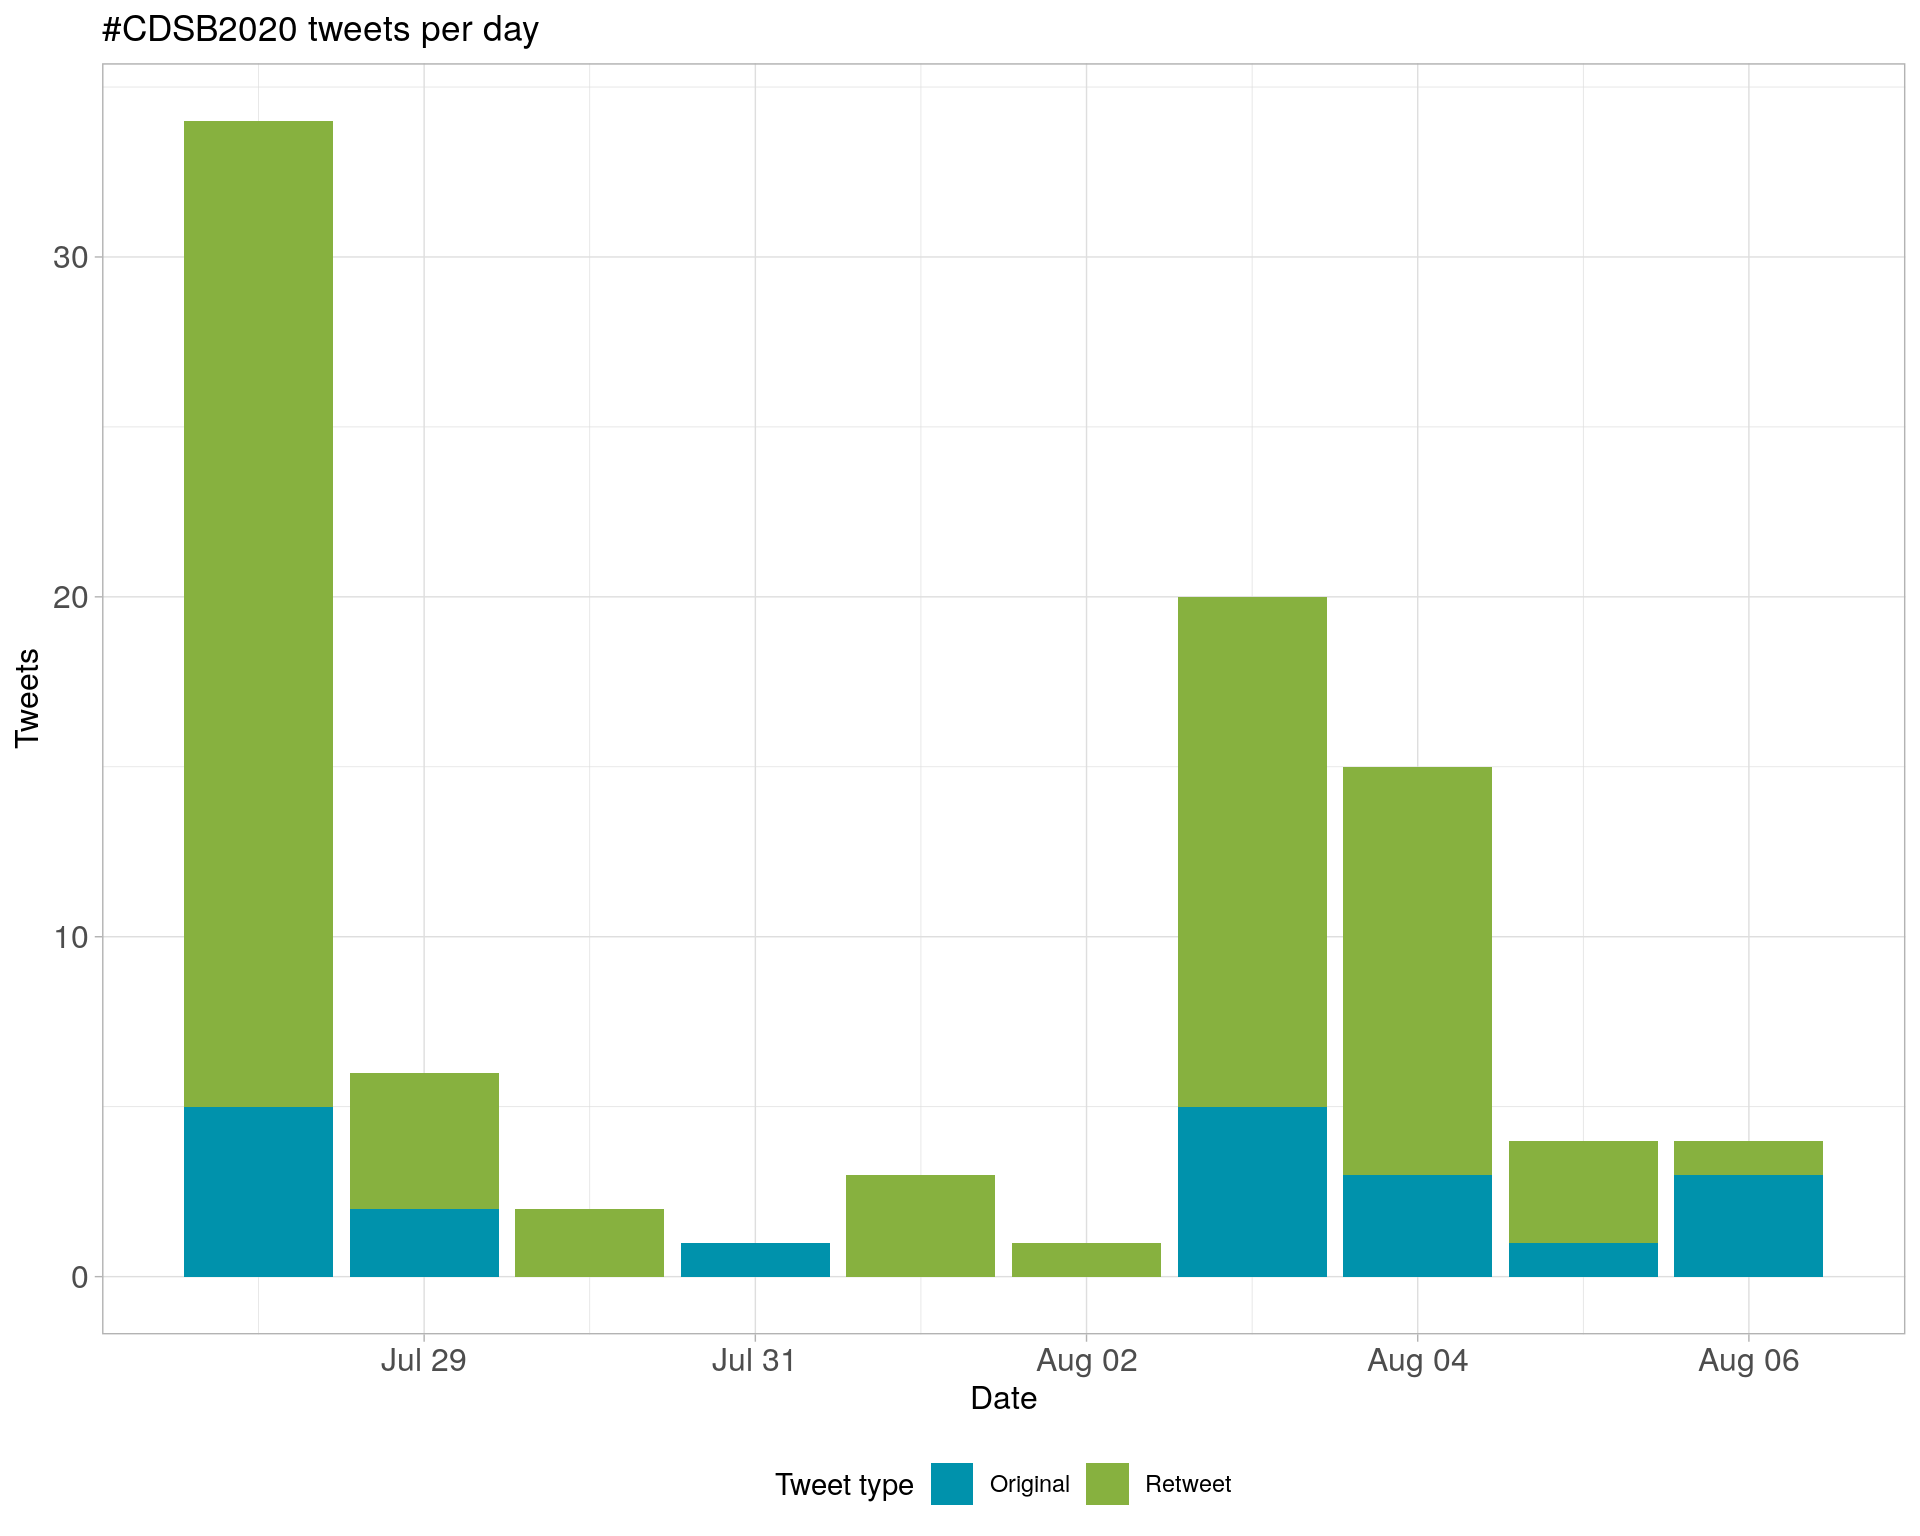 #CDSB2020 tweets per day
30
20
10
0
Tweets
Jul 29 Jul 31 Aug 02 Aug 04 Aug 06
Date
Tweet type Original Retweet